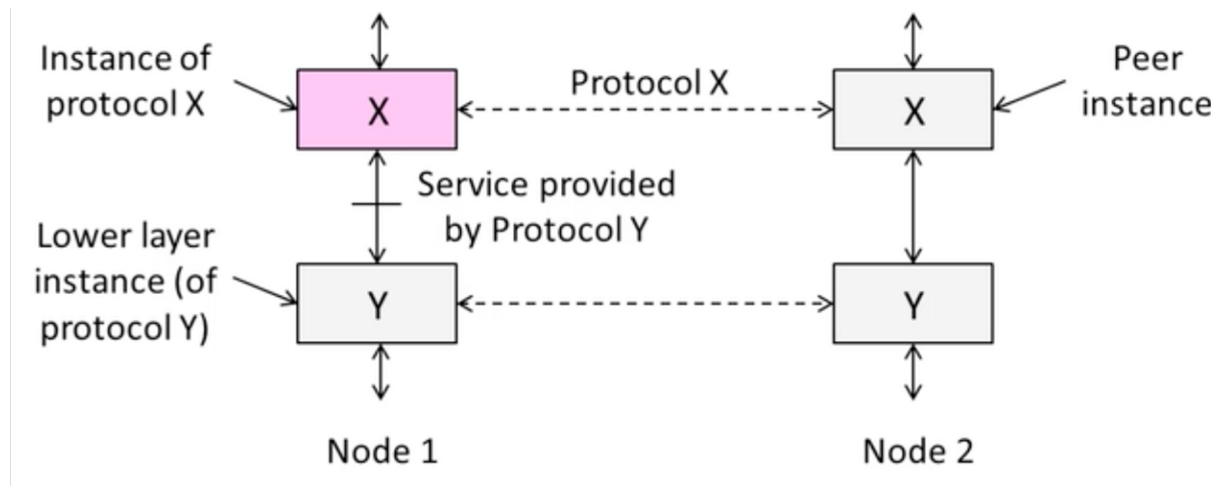 Instance of
protocol X
X
Protocol X
X
Peer
instance
Service provided
by Protocol Y
Lower layer
instance (of
protocol Y)
Y
Y
Node 1
Node 2